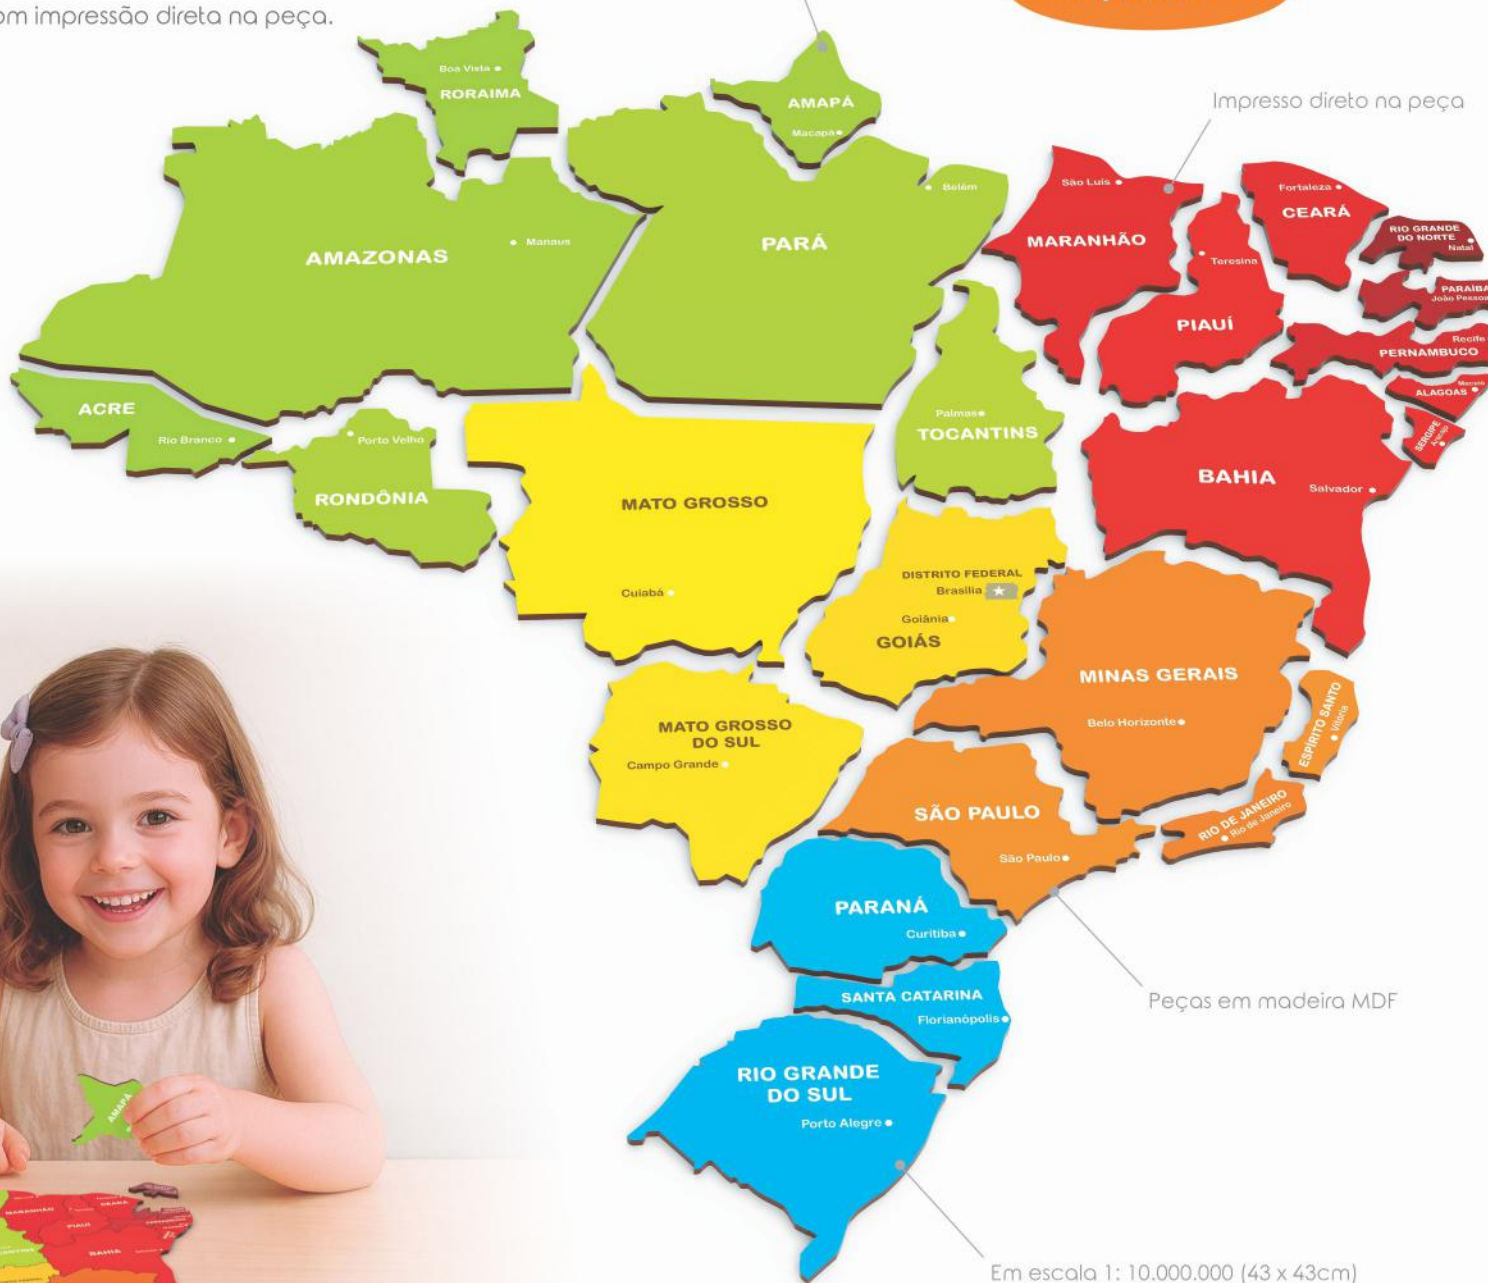 om impressão direta na peça.
Impresso direto na peça
Boa Vista
RORAIMA
AMAPÁ
Macapá
AMAZONAS
Manaus
PARÁ
Belém
São Luís
MARANHÃO
Teresina
PIAUÍ
Fortaleza
CEARÁ
RIO GRANDE
DO NORTE
Natal
PARAÍBA
João Pessoa
Recife
PERNAMBUCO
Maceió
ALAGOAS
SERGIPE
Aracaju
ACRE
Rio Branco
Porto Velho
RONDÔNIA
Palmas
TOCANTINS
BAHIA
Salvador
MATO GROSSO
Cuiabá
DISTRITO FEDERAL
Brasília
Goiânia
GOIÁS
MINAS GERAIS
Belo Horizonte
ESPÍRITO SANTO
Vitória
MATO GROSSO
DO SUL
Campo Grande
SÃO PAULO
São Paulo
RIO DE JANEIRO
Rio de Janeiro
PARANÁ
Curitiba
SANTA CATARINA
Florianópolis
Peças em madeira MDF
RIO GRANDE
DO SUL
Porto Alegre
Em escala 1: 10.000.000 (43 x 43cm)
AMAPÁ
MARANHÃO
CEARÁ
PIAUÍ
BAHIA